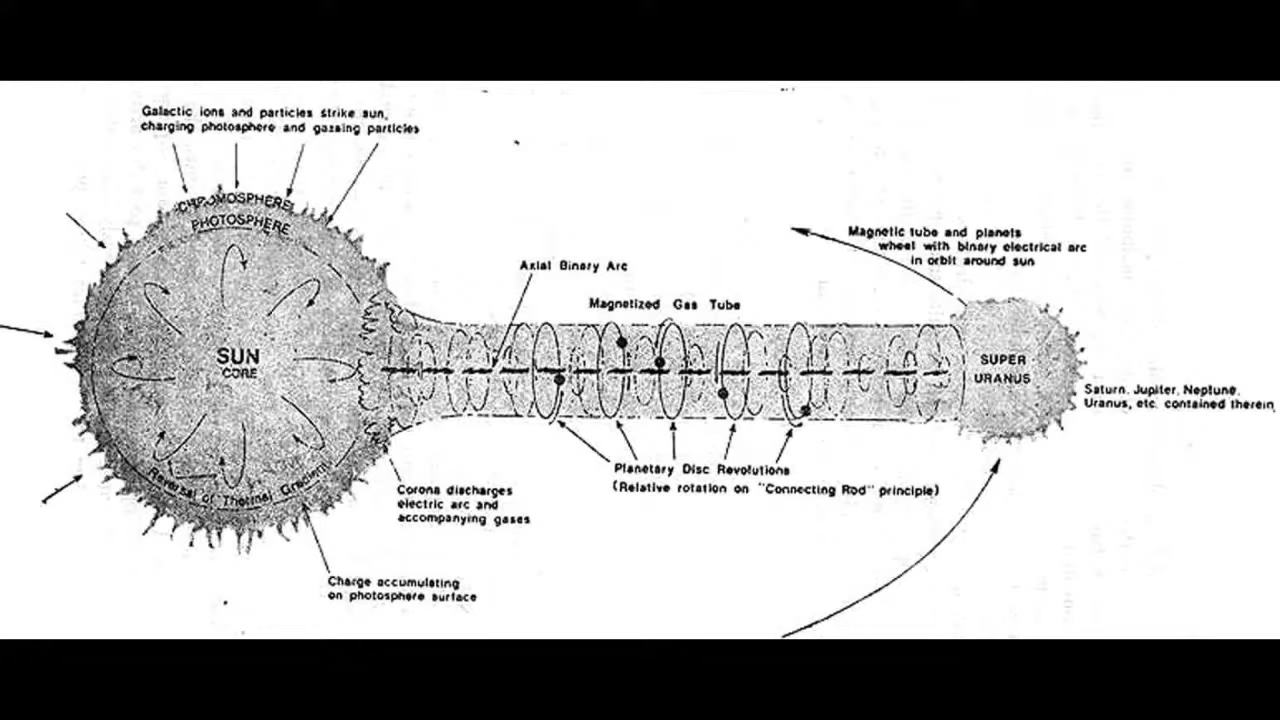 Galactic ions and particles strike sun,
charging photosphere and gassing particles
CHROMOSPHERE
PHOTOSPHERE
SUN
CORE
Reversal of Thermal Gradient
Axial Binary Arc
Magnetized Gas Tube
Magnetic tube and planets
wheel with binary electrical arc
in orbit around sun
SUPER
URANUS
Saturn, Jupiter, Neptune,
Uranus, etc. contained therein
Planetary Disc Revolutions
(Relative rotation on "Connecting Rod" principle)
Corona discharges
electric arc and
accompanying gases
Charge accumulating
on photosphere surface